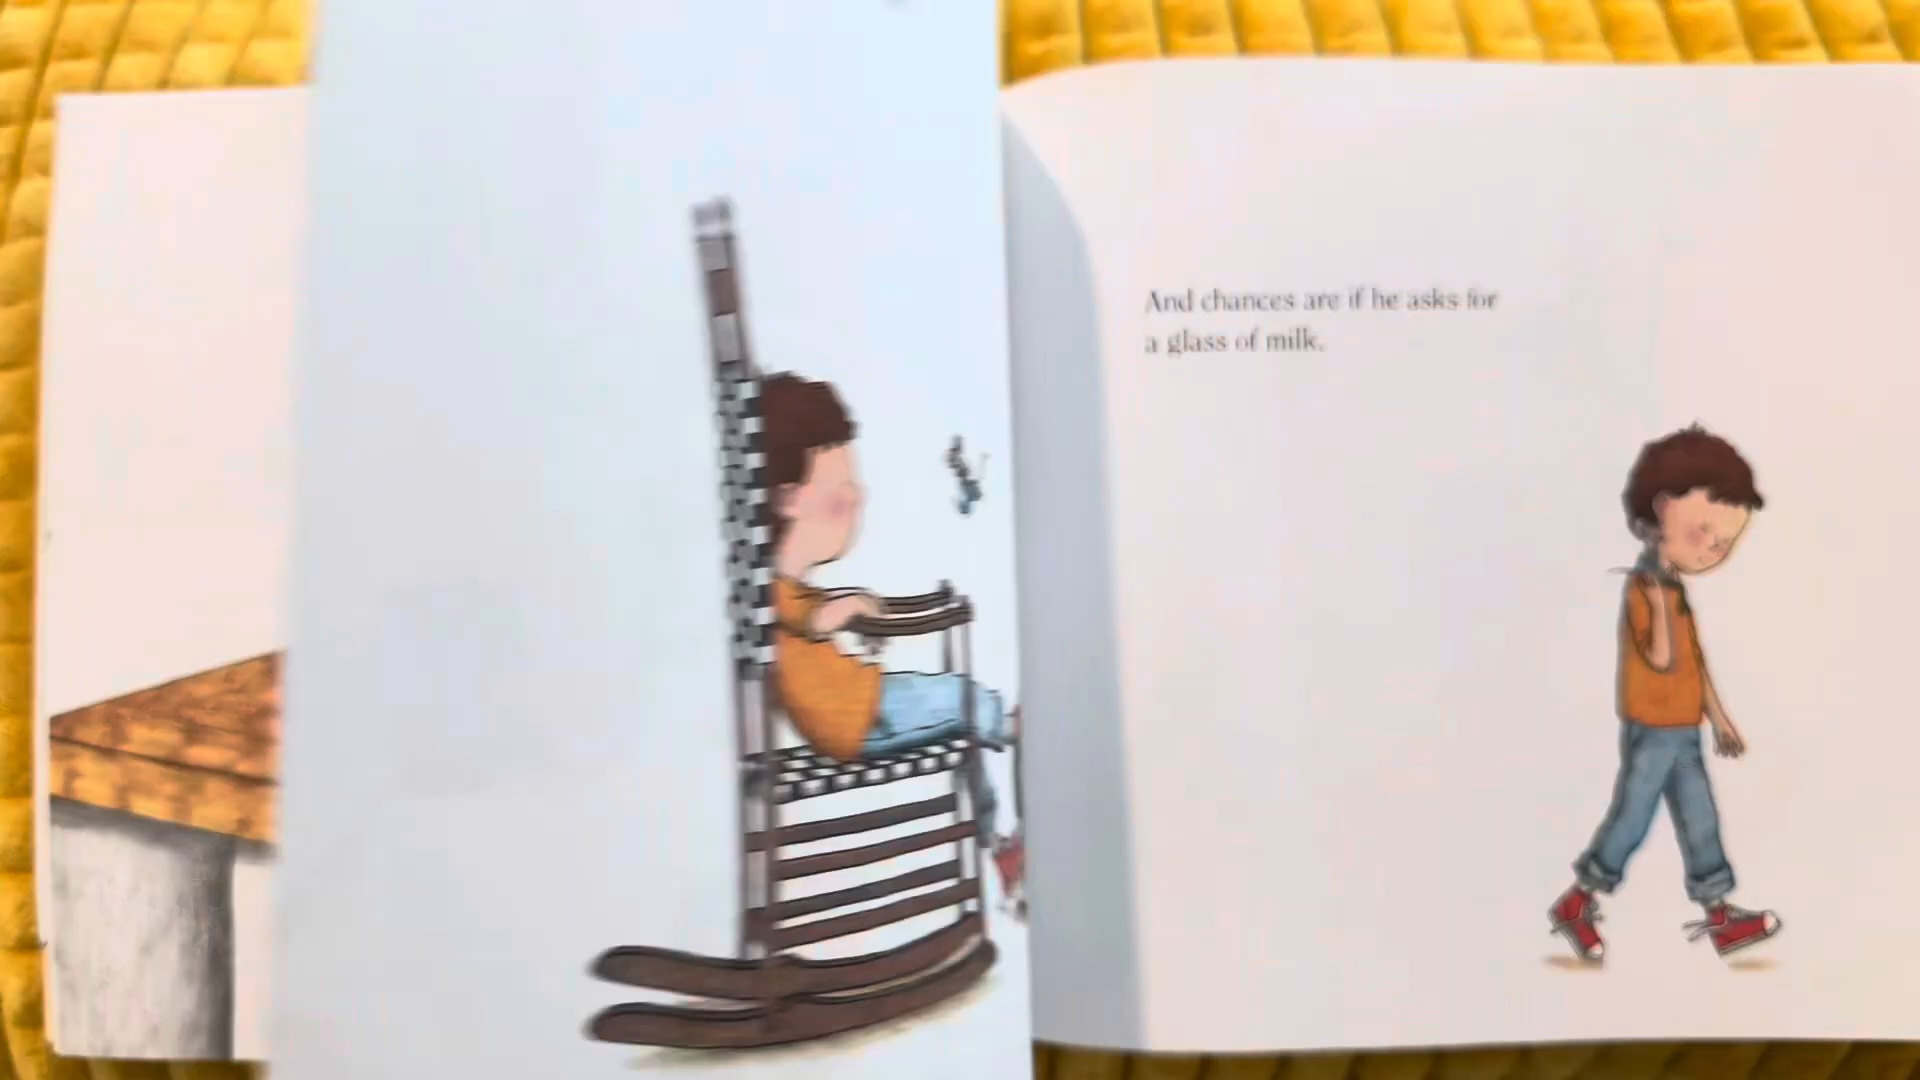 And chances are if he asks for
a glass of milk.